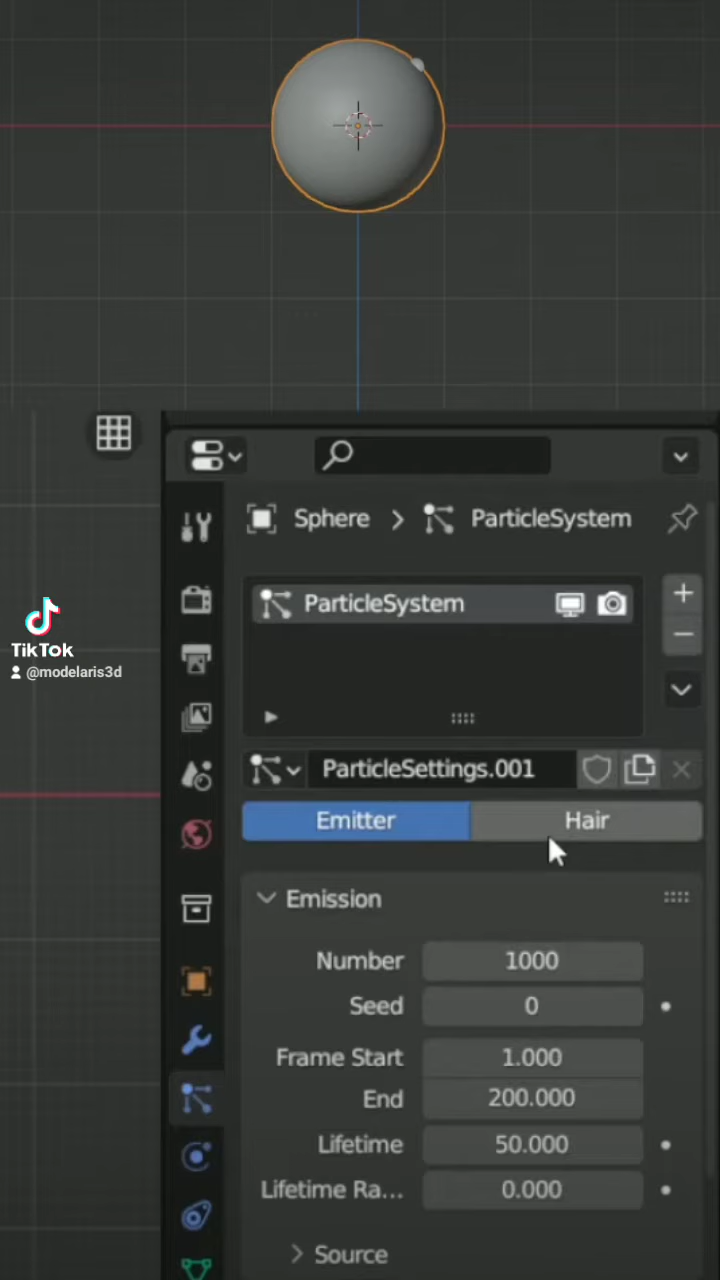 Sphere > ParticleSystem
ParticleSystem
TikTok
@modelaris3d
ParticleSettings.001
Emitter Hair
Emission
Number 1000
Seed 0
Frame Start 1.000
End 200.000
Lifetime 50.000
Lifetime Ra... 0.000
Source